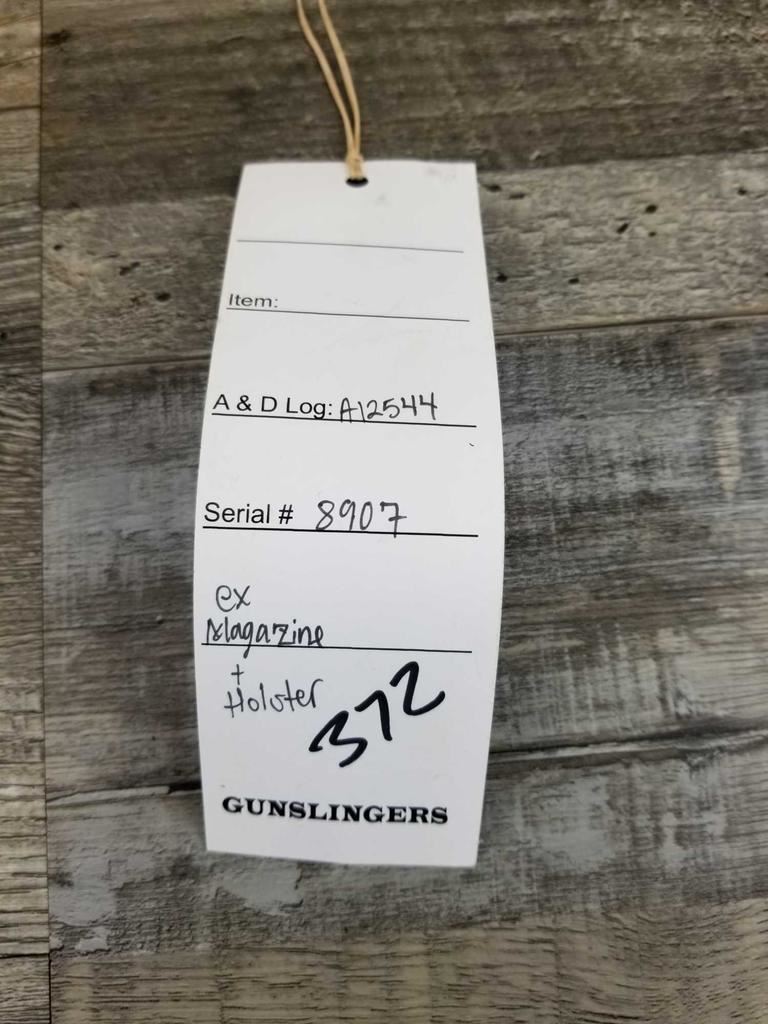 Item:
A & D Log: A12544
Serial # 8907
ex
Magazine
+
Holster
372
GUNSLINGERS